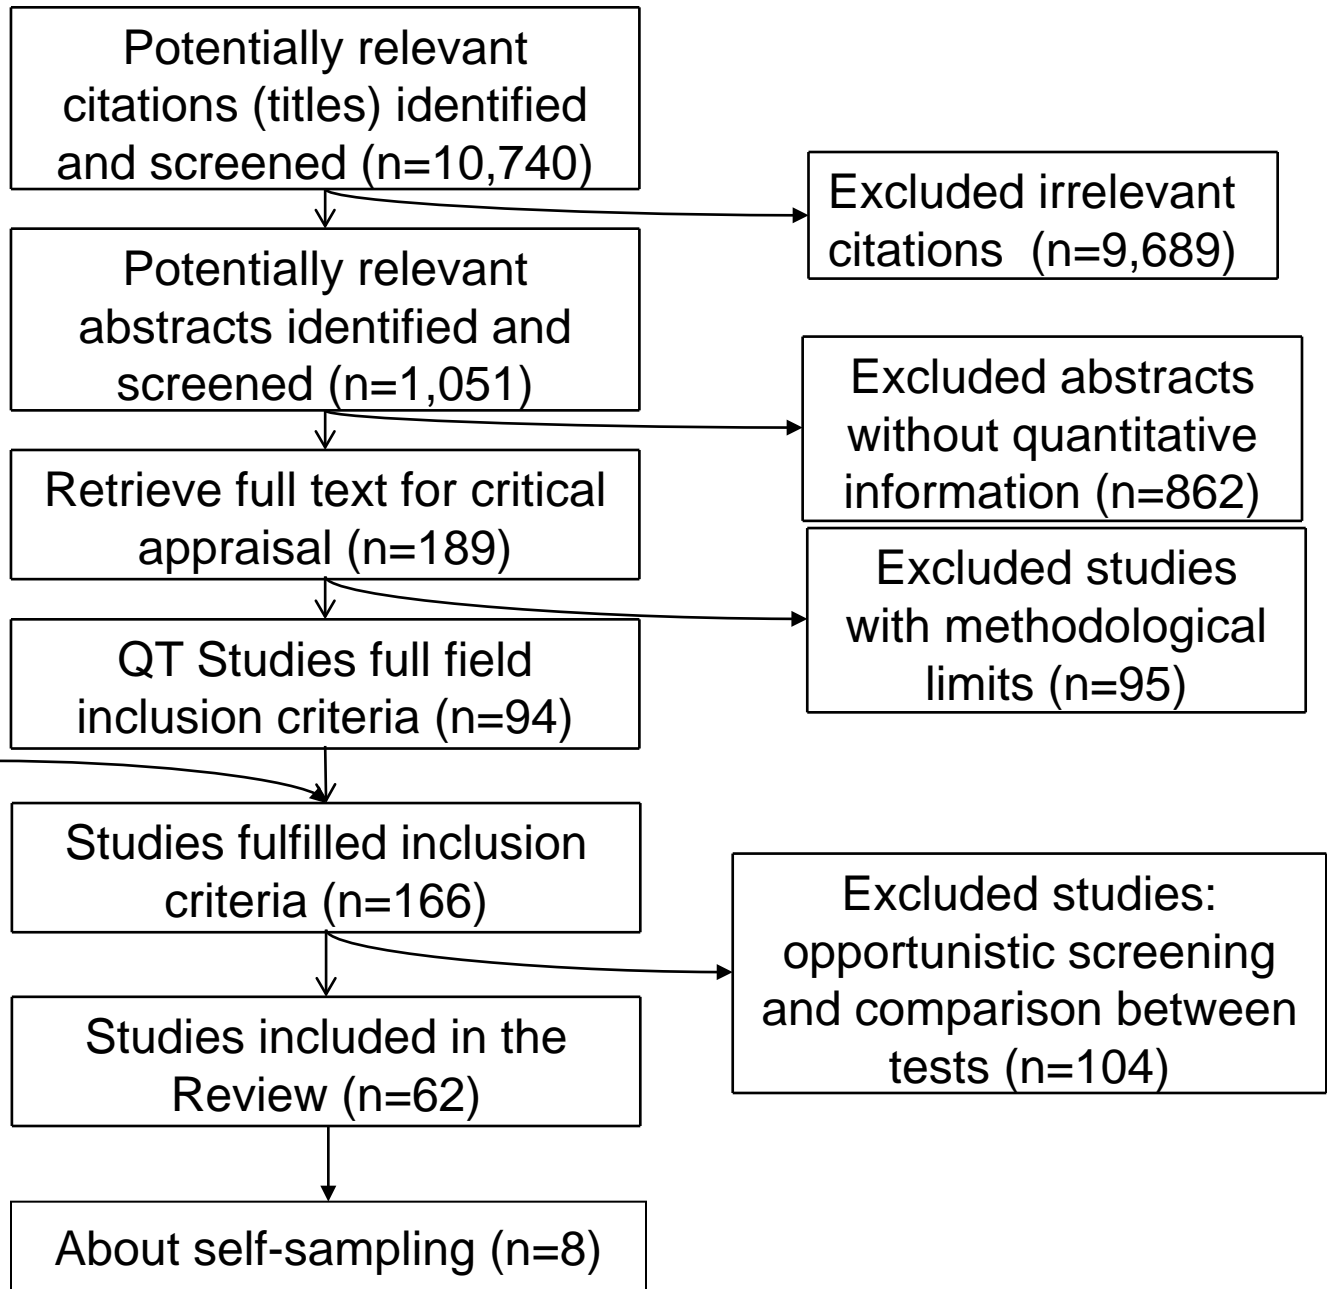 Potentially relevant
citations (titles) identified
and screened (n=10,740)
Excluded irrelevant
citations  (n=9,689)
Potentially relevant
abstracts identified and
screened (n=1,051)
Excluded abstracts
without quantitative
information (n=862)
Retrieve full text for critical
appraisal (n=189)
Excluded studies
with methodological
limits (n=95)
QT Studies full field
inclusion criteria (n=94)
Studies fulfilled inclusion
criteria (n=166)
Excluded studies:
opportunistic screening
and comparison between
tests (n=104)
Studies included in the
Review (n=62)
About self-sampling (n=8)